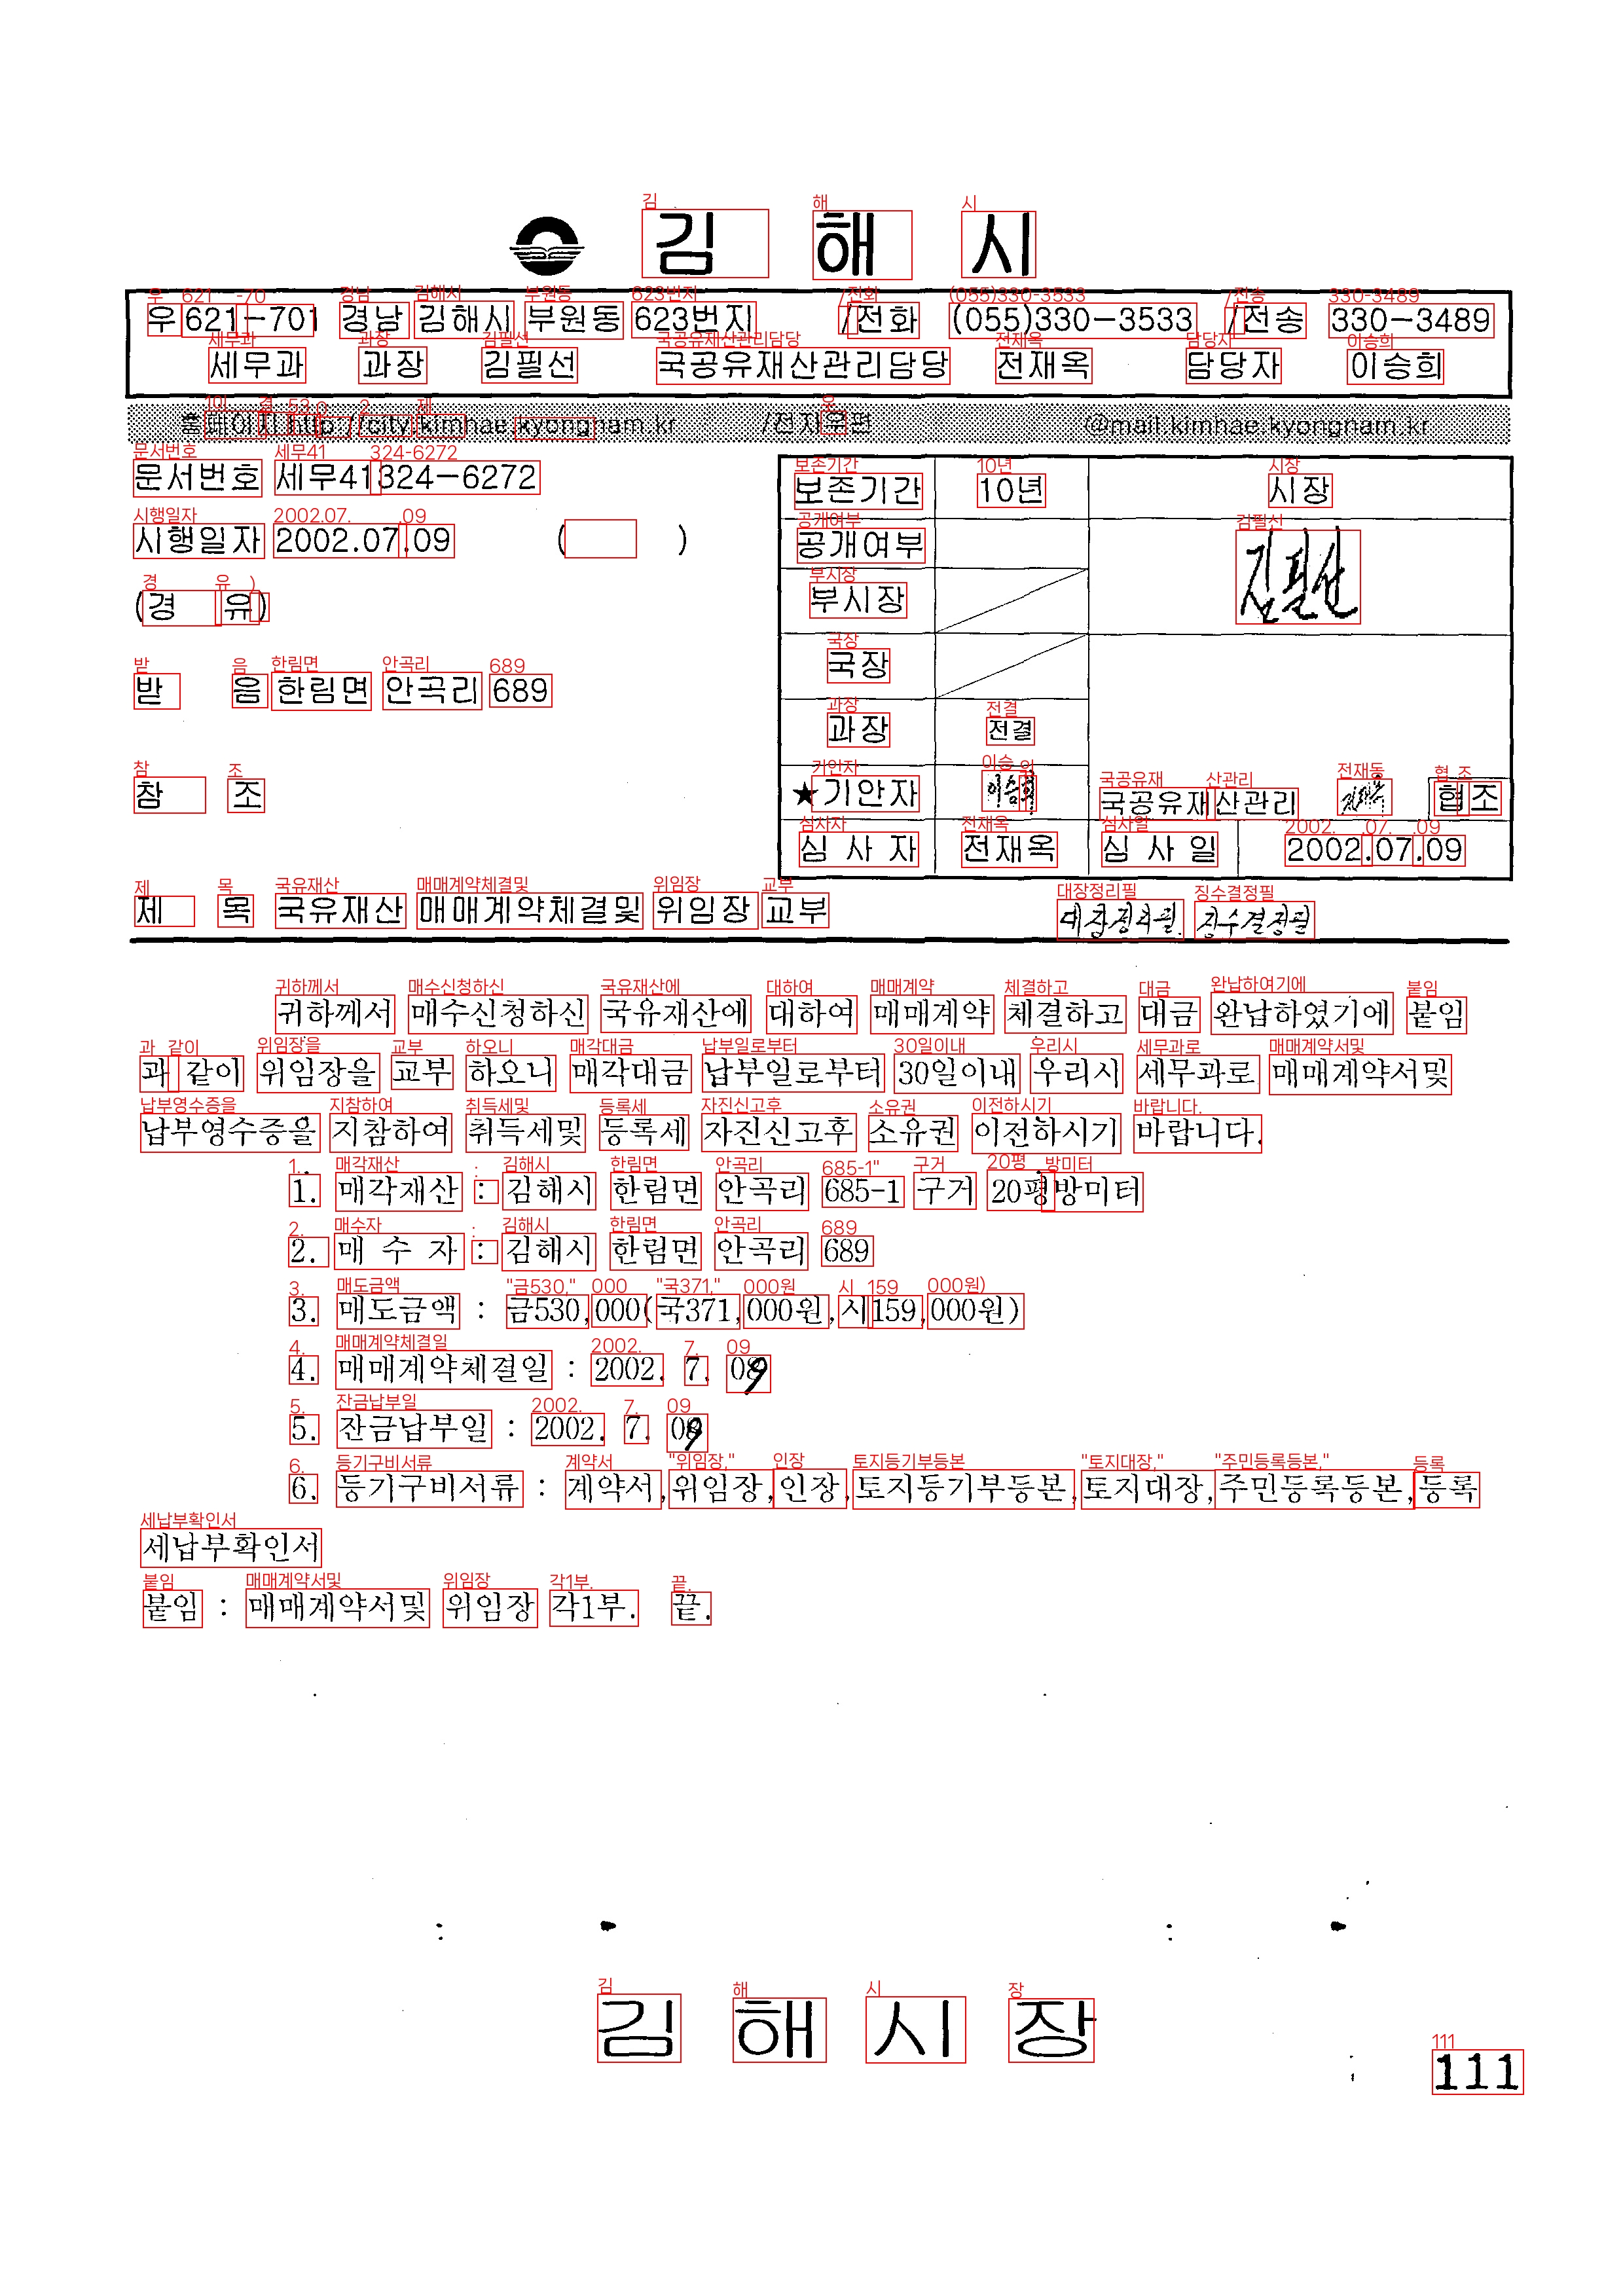 김 해 시
우 621-701 경남 김해시 부원동 623번지 /전화 (055)330-3533 /전송 330-3489
세무과 과장 김필선 국공유재산관리담당 전재옥 담당자 이승희
홈페이지 http://city.kimhae.kyongnam.kr /전자우편 @mail.kimhae.kyongnam.kr
문서번호 세무41324-6272
시행일자 2002.07.09 ( )
(경 유)
받 음 한림면 안곡리 689
참 조
보존기간 10년 시장
공개여부 김필선
부시장
국장
과장 전결
★기안자 이승희 국공유재산관리 협조
심 사 자 전재옥 심 사 일 2002.07.09
제 목 국유재산 매매계약체결및 위임장 교부
대장정리필 징수결정필
귀하께서 매수신청하신 국유재산에 대하여 매매계약 체결하고 대금 완납하였기에 붙임
과 같이 위임장을 교부 하오니 매각대금 납부일로부터 30일이내 우리시 세무과로 매매계약서및
납부영수증을 지참하여 취득세및 등록세 자진신고후 소유권 이전하시기 바랍니다.
1. 매각재산 : 김해시 한림면 안곡리 685-1 구거 20평방미터
2. 매 수 자 : 김해시 한림면 안곡리 689
3. 매도금액 : 금530,000(국371,000원,시159,000원)
4. 매매계약체결일 : 2002. 7. 09
5. 잔금납부일 : 2002. 7. 09
6. 등기구비서류 : 계약서,위임장,인장,토지등기부등본,토지대장,주민등록등본,등록
세납부확인서
붙임 : 매매계약서및 위임장 각1부. 끝.
김 해 시 장
111